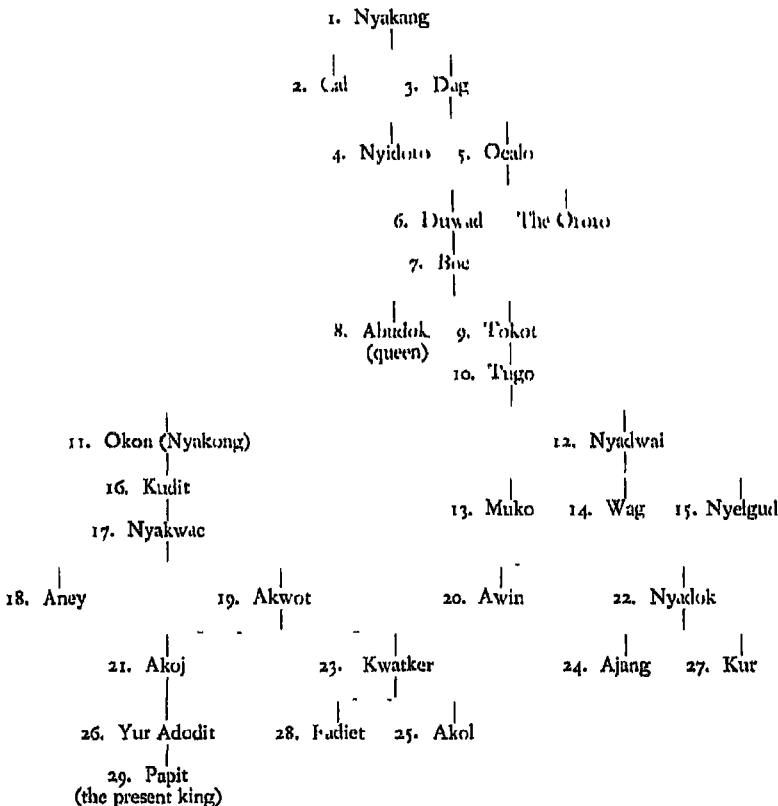 1. Nyakang
2. Cal 3. Dag
4. Nyidoro 5. Ocalo
6. Duwad The Ororo
7. Boc
8. Abudok 9. Tokot
(queen)
10. Tugo
11. Okon (Nyakong) 12. Nyadwai
16. Kudit
13. Muko 14. Wag 15. Nyelgud
17. Nyakwac
18. Aney 19. Akwot 20. Awin 22. Nyadok
21. Akoj 23. Kwatker 24. Ajang 27. Kur
26. Yur Adodit 28. Fadiet 25. Akol
29. Papit
(the present king)